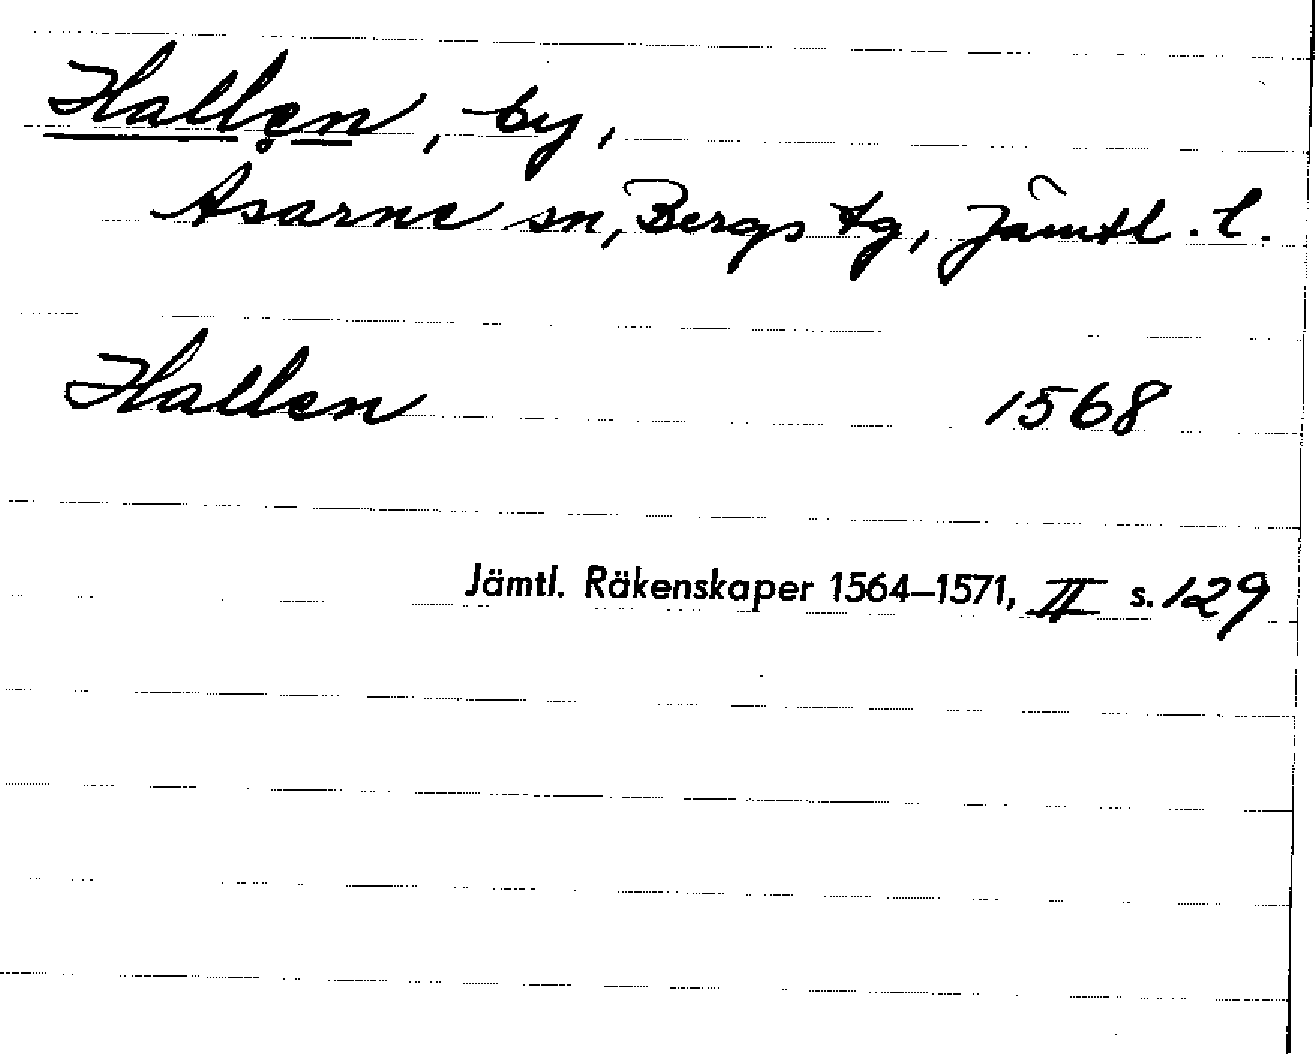 Hallen, by,
Åsarne sn, Bergs tg, Jämtl. l.
Hallen 1568
Jämtl. Räkenskaper 1564–1571, II s. 129